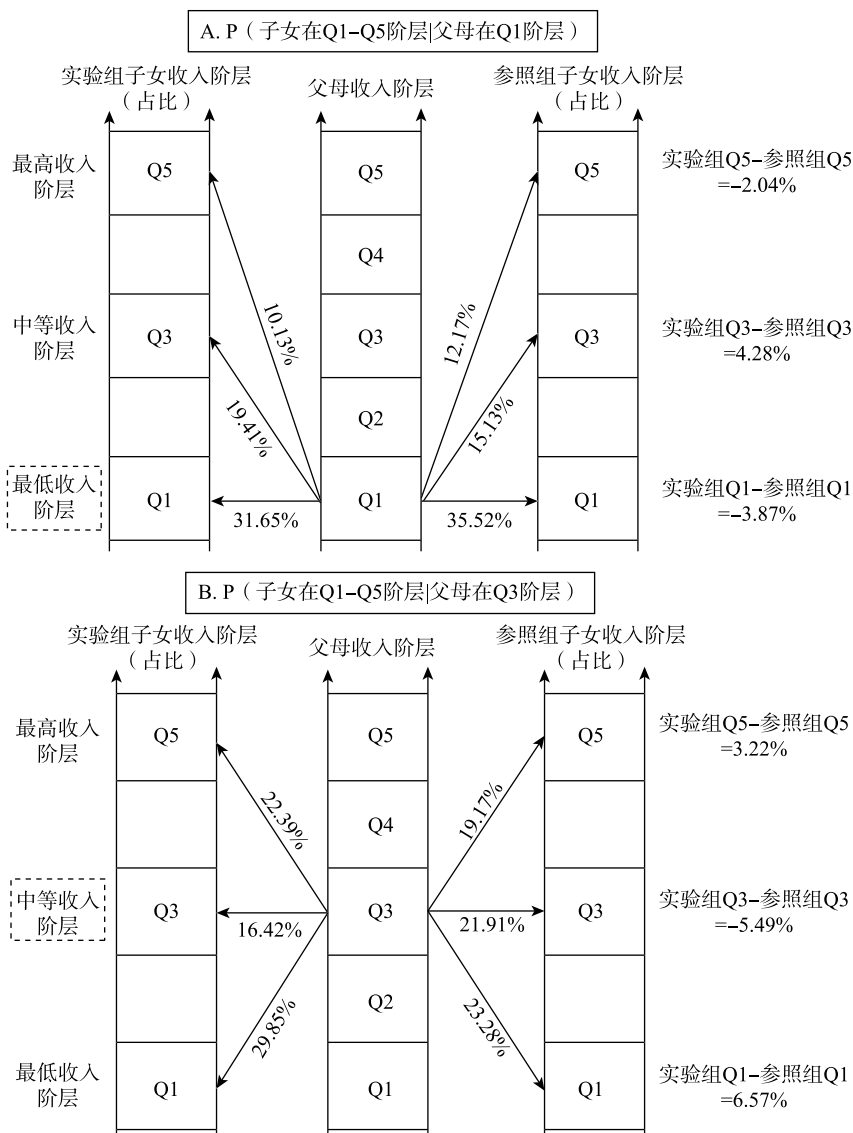 A. P（子女在Q1–Q5阶层|父母在Q1阶层）
实验组子女收入阶层
（占比）
父母收入阶层
参照组子女收入阶层
（占比）
最高收入
阶层
Q5
Q5
Q5
实验组Q5–参照组Q5
=–2.04%
Q4
10.13%
12.17%
中等收入
阶层
Q3
Q3
Q3
实验组Q3–参照组Q3
=4.28%
19.41%
Q2
15.13%
最低收入
阶层
Q1
31.65%
Q1
35.52%
Q1
实验组Q1–参照组Q1
=–3.87%
B. P（子女在Q1–Q5阶层|父母在Q3阶层）
实验组子女收入阶层
（占比）
父母收入阶层
参照组子女收入阶层
（占比）
最高收入
阶层
Q5
Q5
Q5
实验组Q5–参照组Q5
=3.22%
22.39%
Q4
19.17%
中等收入
阶层
Q3
16.42%
Q3
21.91%
Q3
实验组Q3–参照组Q3
=–5.49%
29.85%
Q2
23.28%
最低收入
阶层
Q1
Q1
Q1
实验组Q1–参照组Q1
=6.57%